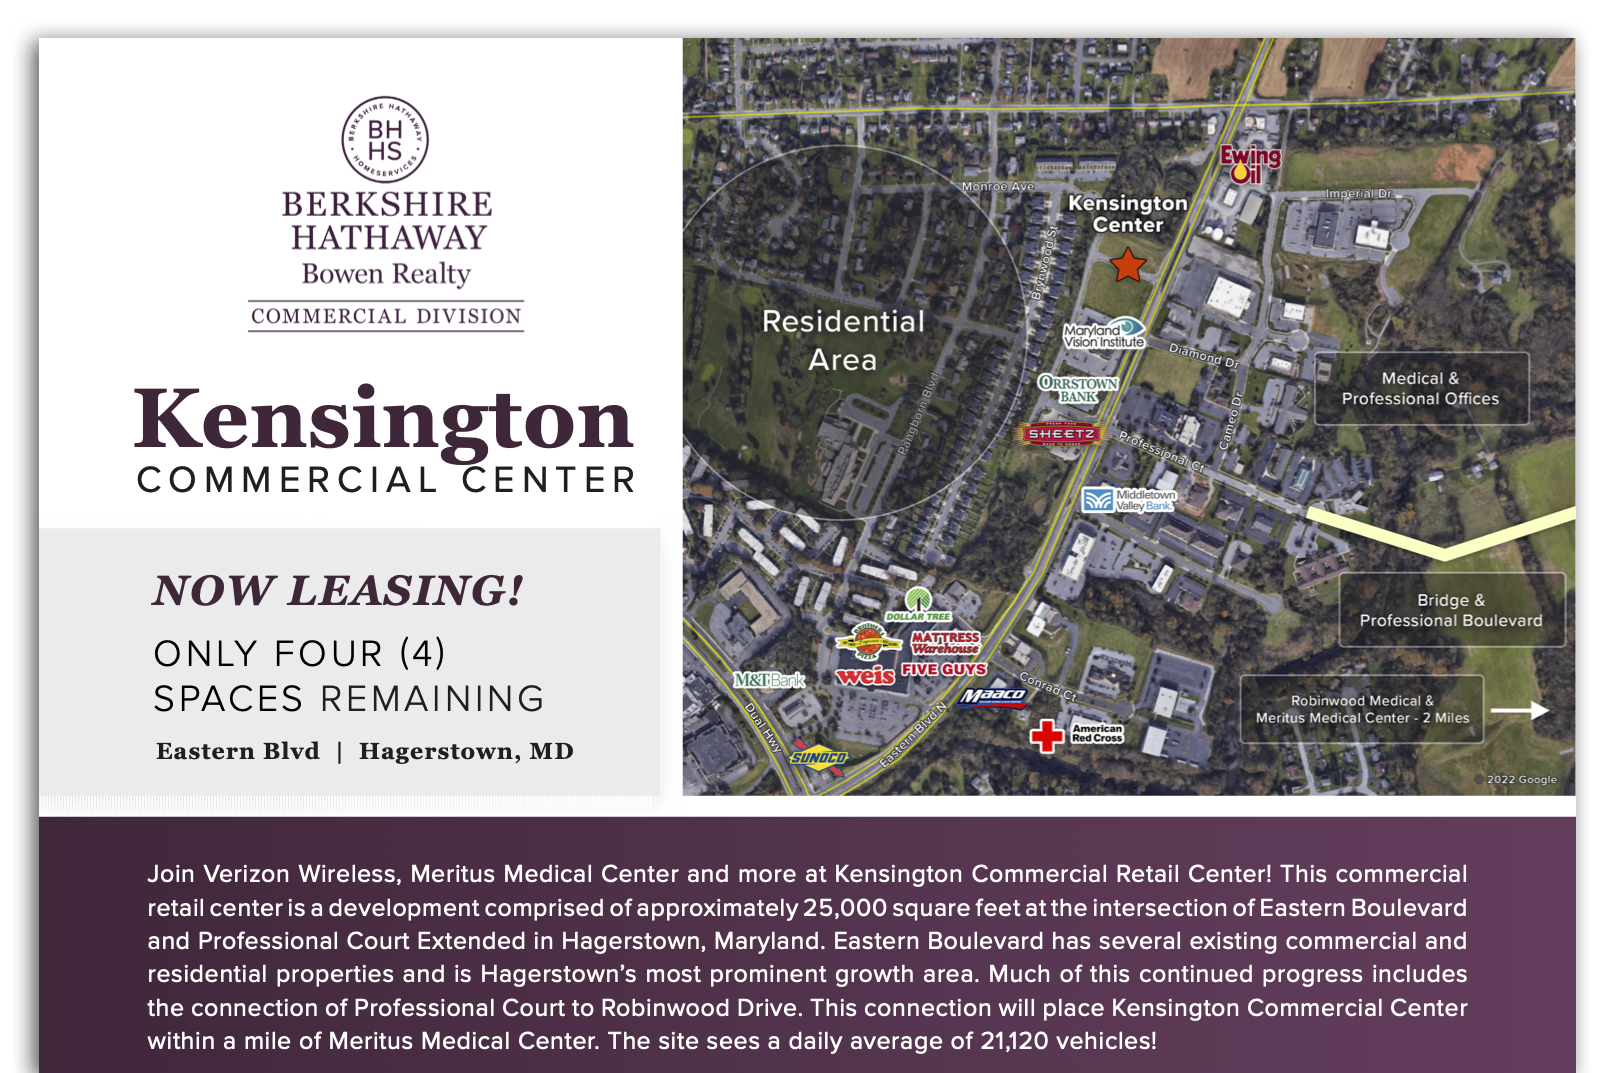 BERKSHIRE HATHAWAY
BH
HS
HOMESERVICES
BERKSHIRE
HATHAWAY
Bowen Realty
COMMERCIAL DIVISION
Kensington
COMMERCIAL CENTER
NOW LEASING!
ONLY FOUR (4)
SPACES REMAINING
Eastern Blvd | Hagerstown, MD
Ewing
Oil
Monroe Ave
Imperial Dr
Kensington
Center
Brynwood St
Residential
Area
Maryland
Vision Institute
Diamond Dr
Medical &
Professional Offices
ORRSTOWN
BANK
Pangborn Blvd
Cameo Dr
SHEETZ
Professional Ct
Middletown
Valley Bank
Bridge &
Professional Boulevard
DOLLAR TREE
BROTHERS
PIZZA
MATTRESS
Warehouse
M&T Bank
weis
FIVE GUYS
Conrad Ct
MAACO
Robinwood Medical &
Meritus Medical Center - 2 Miles
Dual Hwy
Eastern Blvd N
American
Red Cross
SUNOCO
© 2022 Google
Join Verizon Wireless, Meritus Medical Center and more at Kensington Commercial Retail Center! This commercial
retail center is a development comprised of approximately 25,000 square feet at the intersection of Eastern Boulevard
and Professional Court Extended in Hagerstown, Maryland. Eastern Boulevard has several existing commercial and
residential properties and is Hagerstown's most prominent growth area. Much of this continued progress includes
the connection of Professional Court to Robinwood Drive. This connection will place Kensington Commercial Center
within a mile of Meritus Medical Center. The site sees a daily average of 21,120 vehicles!